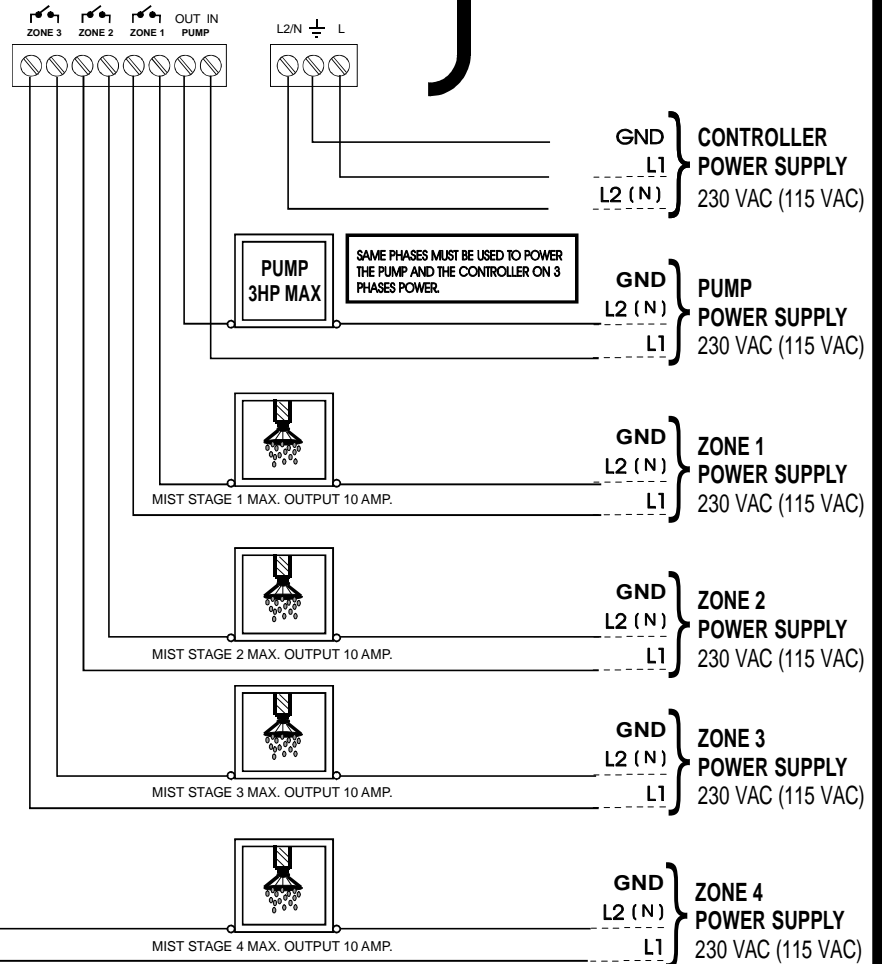 OUT IN
ZONE 3 ZONE 2 ZONE 1 PUMP
L2/N L
GND
L1
L2 (N)
CONTROLLER
POWER SUPPLY
230 VAC (115 VAC)
PUMP
3HP MAX
SAME PHASES MUST BE USED TO POWER
THE PUMP AND THE CONTROLLER ON 3
PHASES POWER.
GND
L2 (N)
L1
PUMP
POWER SUPPLY
230 VAC (115 VAC)
MIST STAGE 1 MAX. OUTPUT 10 AMP.
GND
L2 (N)
L1
ZONE 1
POWER SUPPLY
230 VAC (115 VAC)
MIST STAGE 2 MAX. OUTPUT 10 AMP.
GND
L2 (N)
L1
ZONE 2
POWER SUPPLY
230 VAC (115 VAC)
MIST STAGE 3 MAX. OUTPUT 10 AMP.
GND
L2 (N)
L1
ZONE 3
POWER SUPPLY
230 VAC (115 VAC)
MIST STAGE 4 MAX. OUTPUT 10 AMP.
GND
L2 (N)
L1
ZONE 4
POWER SUPPLY
230 VAC (115 VAC)